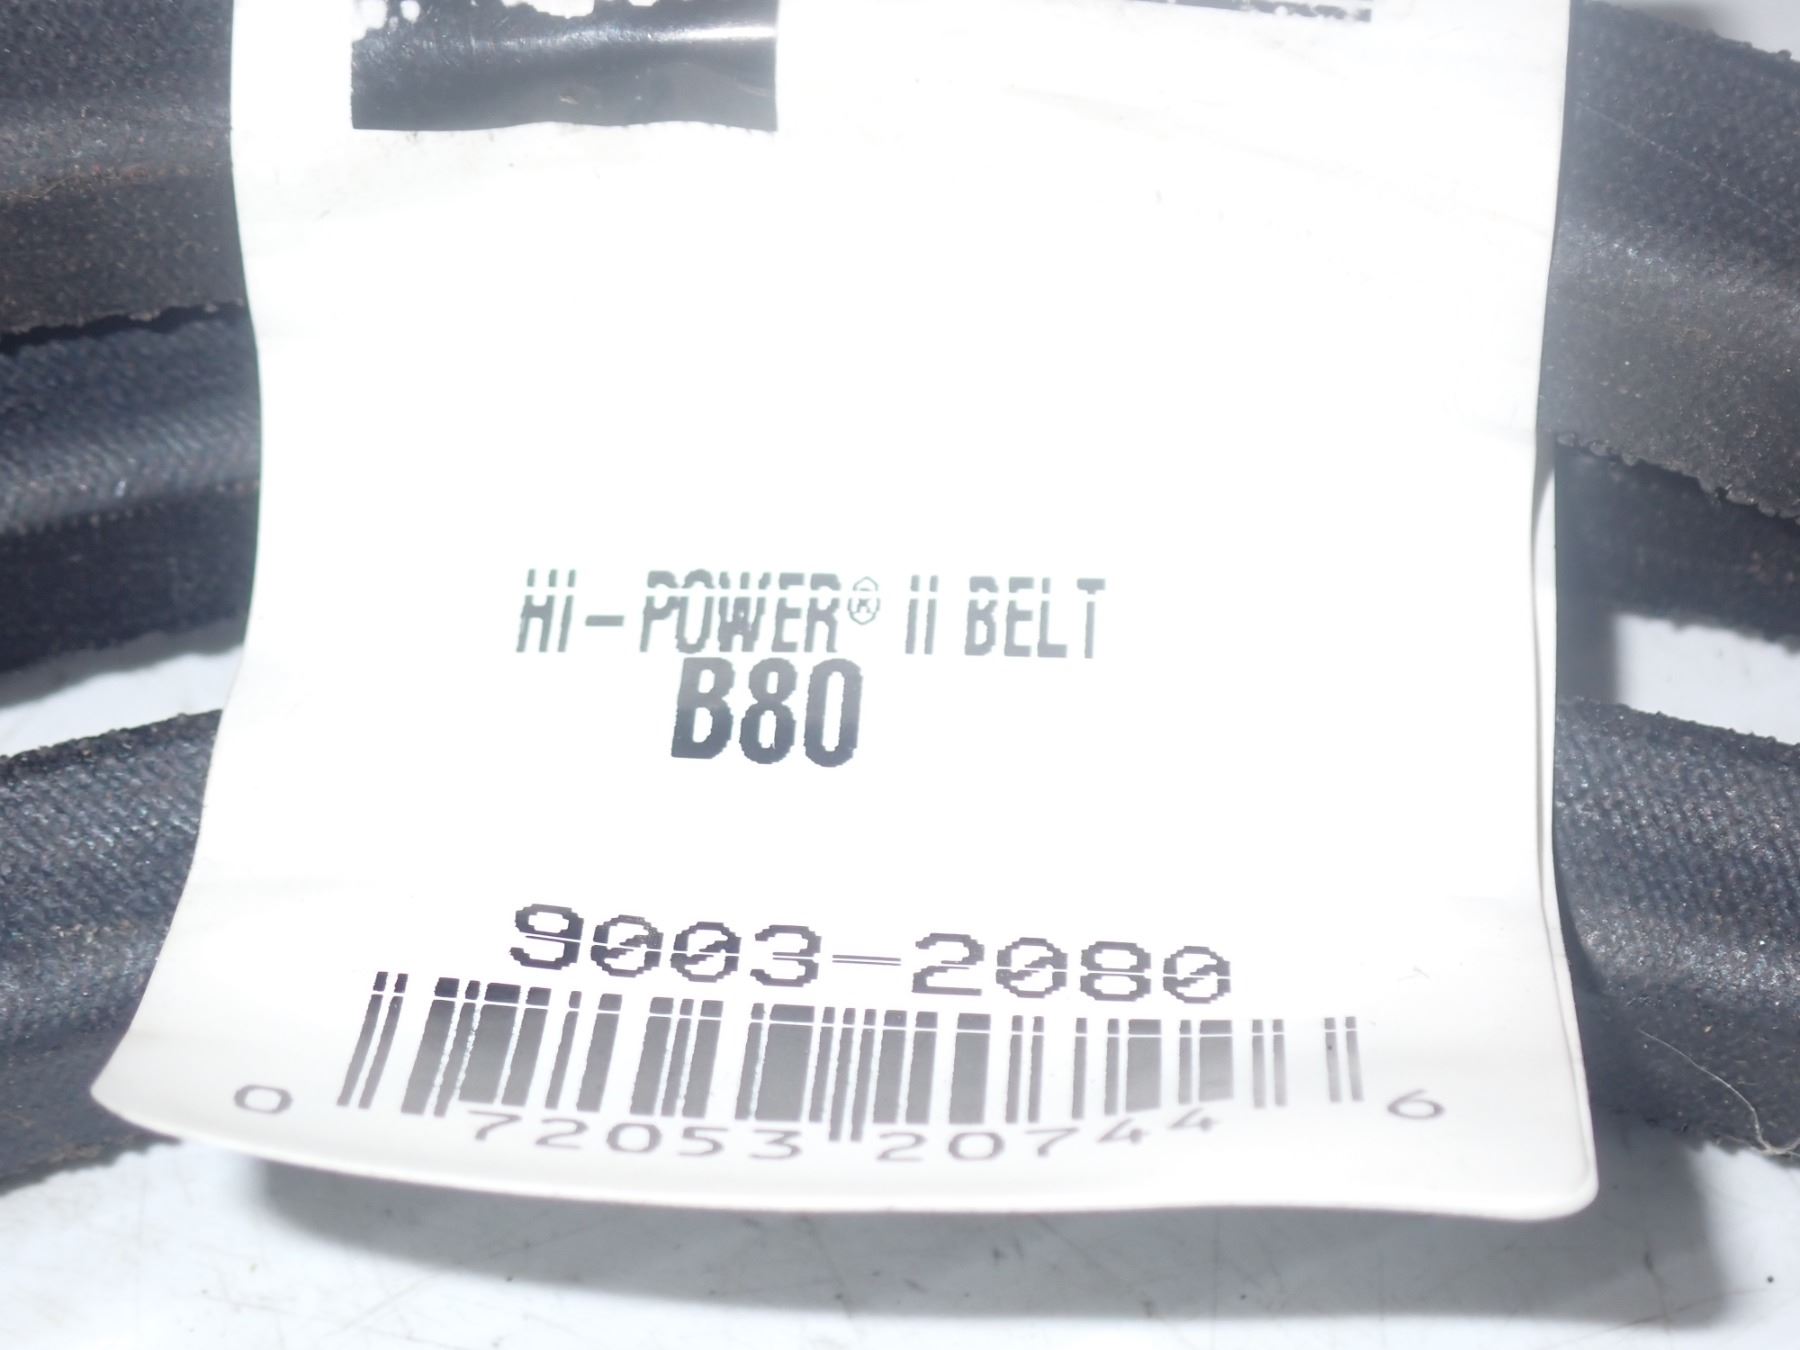 HI-POWER® II BELT
B80
9003-2080
0 72053 20744 6